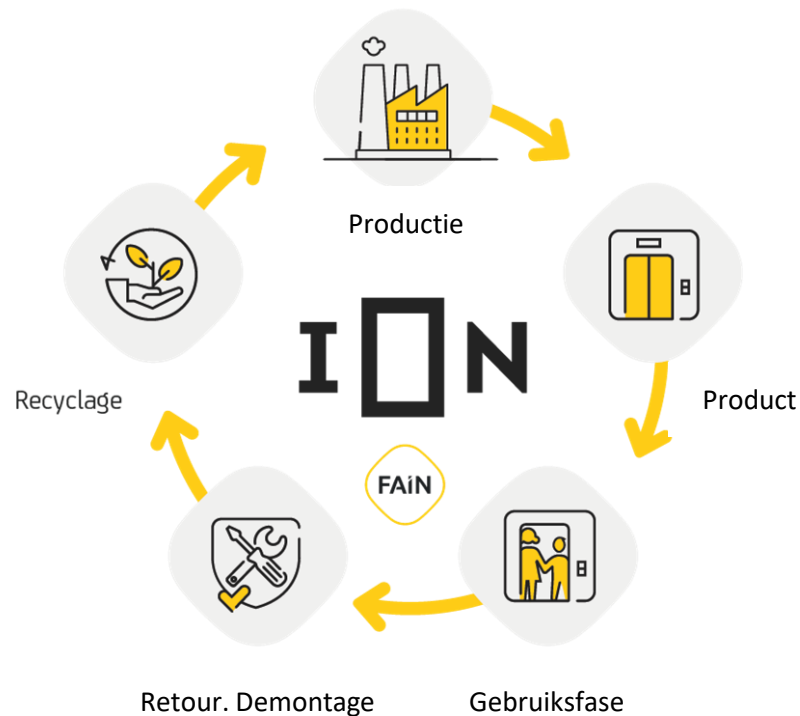 Productie
ION
Recyclage
Product
FAiN
Retour. Demontage
Gebruiksfase